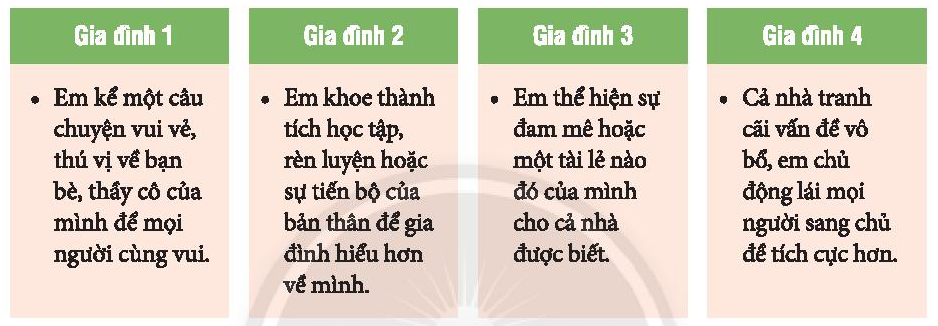 Gia đình 1
• Em kể một câu
chuyện vui vẻ,
thú vị về bạn
bè, thầy cô của
mình để mọi
người cùng vui.
Gia đình 2
• Em khoe thành
tích học tập,
rèn luyện hoặc
sự tiến bộ của
bản thân để gia
đình hiểu hơn
về mình.
Gia đình 3
• Em thể hiện sự
đam mê hoặc
một tài lẻ nào
đó của mình
cho cả nhà
được biết.
Gia đình 4
• Cả nhà tranh
cãi vấn đề vô
bổ, em chủ
động lái mọi
người sang chủ
đề tích cực hơn.